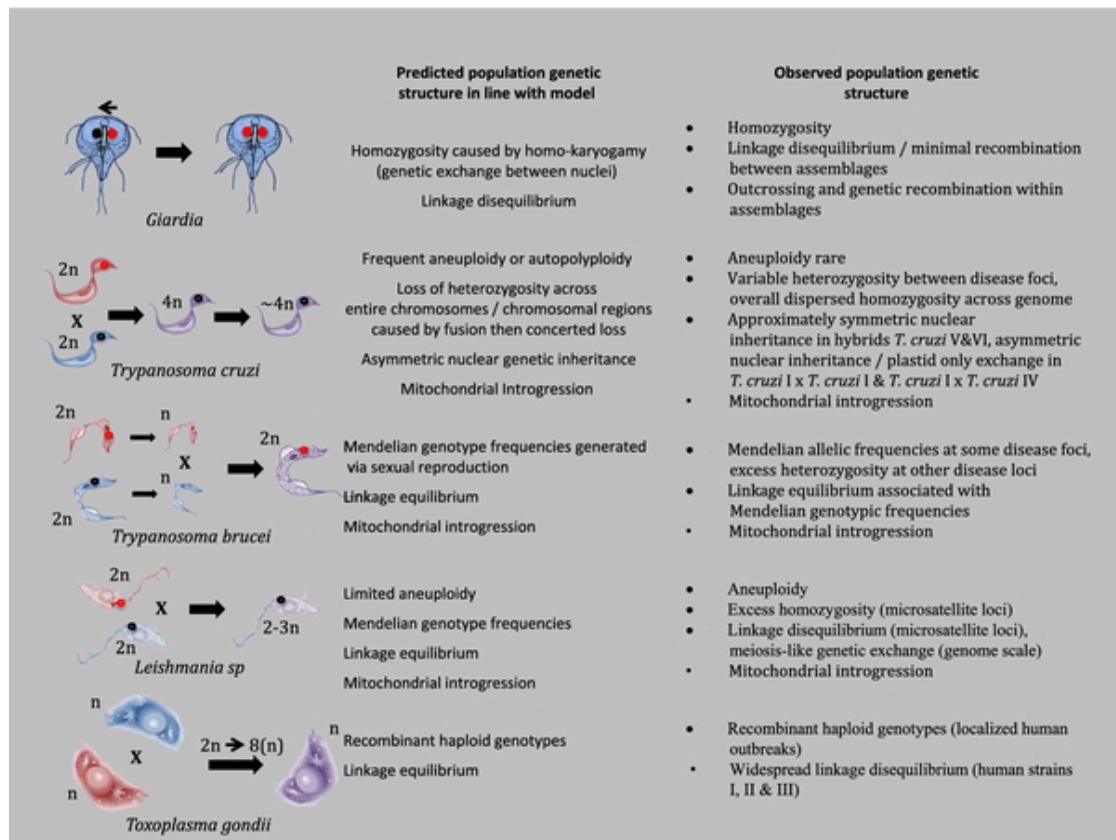 Predicted population genetic
structure in line with model
Observed population genetic
structure
Giardia
Homozygosity caused by homo-karyogamy
(genetic exchange between nuclei)
Linkage disequilibrium
• Homozygosity
• Linkage disequilibrium / minimal recombination
between assemblages
• Outcrossing and genetic recombination within
assemblages
2n
X
2n
4n
~4n
Trypanosoma cruzi
Frequent aneuploidy or autopolyploidy
Loss of heterozygosity across
entire chromosomes / chromosomal regions
caused by fusion then concerted loss
Asymmetric nuclear genetic inheritance
Mitochondrial Introgression
• Aneuploidy rare
• Variable heterozygosity between disease foci,
overall dispersed homozygosity across genome
• Approximately symmetric nuclear
inheritance in hybrids T. cruzi V&VI, asymmetric
nuclear inheritance / plastid only exchange in
T. cruzi I x T. cruzi I & T. cruzi I x T. cruzi IV
• Mitochondrial introgression
2n
n
X
2n
n
2n
Trypanosoma brucei
Mendelian genotype frequencies generated
via sexual reproduction
Linkage equilibrium
Mitochondrial introgression
• Mendelian allelic frequencies at some disease foci,
excess heterozygosity at other disease loci
• Linkage equilibrium associated with
Mendelian genotypic frequencies
• Mitochondrial introgression
2n
X
2n
2-3n
Leishmania sp
Limited aneuploidy
Mendelian genotype frequencies
Linkage equilibrium
Mitochondrial introgression
• Aneuploidy
• Excess homozygosity (microsatellite loci)
• Linkage disequilibrium (microsatellite loci),
meiosis-like genetic exchange (genome scale)
• Mitochondrial introgression
n
X
n
2n → 8(n)
n
Toxoplasma gondii
Recombinant haploid genotypes
Linkage equilibrium
• Recombinant haploid genotypes (localized human
outbreaks)
• Widespread linkage disequilibrium (human strains
I, II & III)